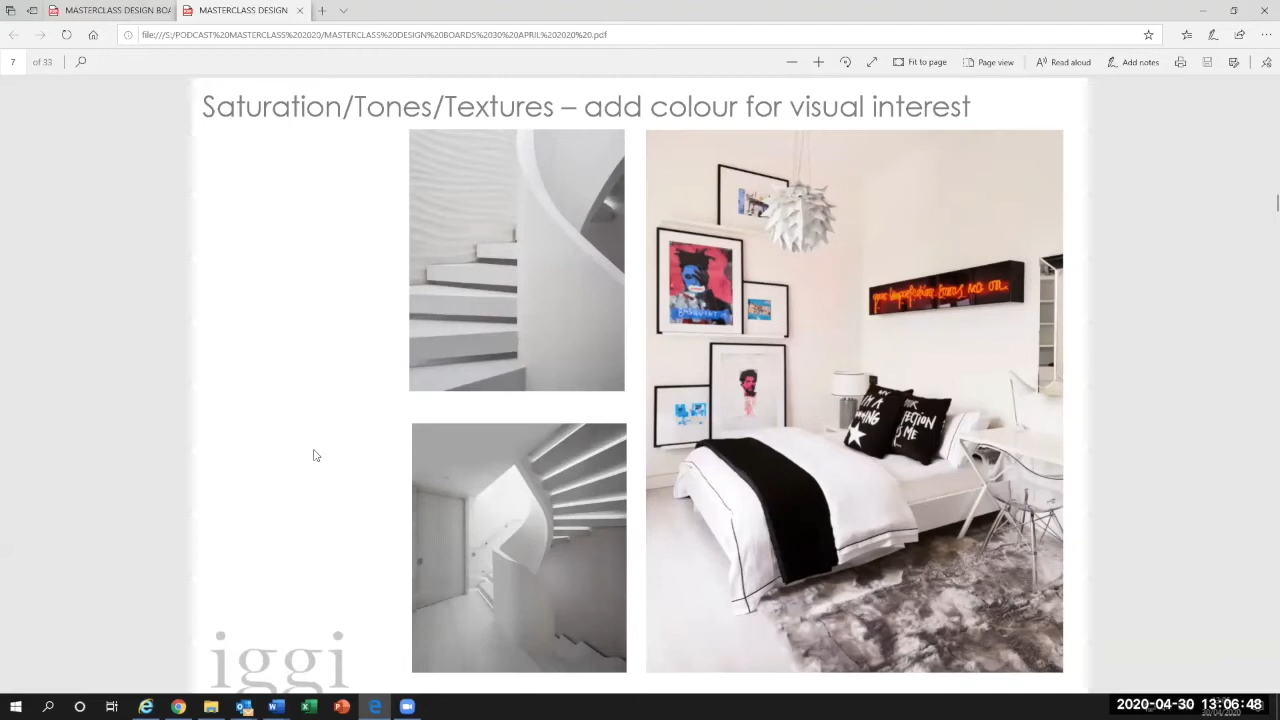 MASTERCLASS DESIGN BOA
MASTERCLASS DESIGN
file:///S:/PODCAST%20MASTERCLASS%202020/MASTERCLASS%20DESIGN%20BOARDS%2030%20APRIL%202020%20.pdf
7 of 33
Fit to page
Page view
Read aloud
Add notes
Saturation/Tones/Textures – add colour for visual interest
iggi
2020-04-30 13:06:48